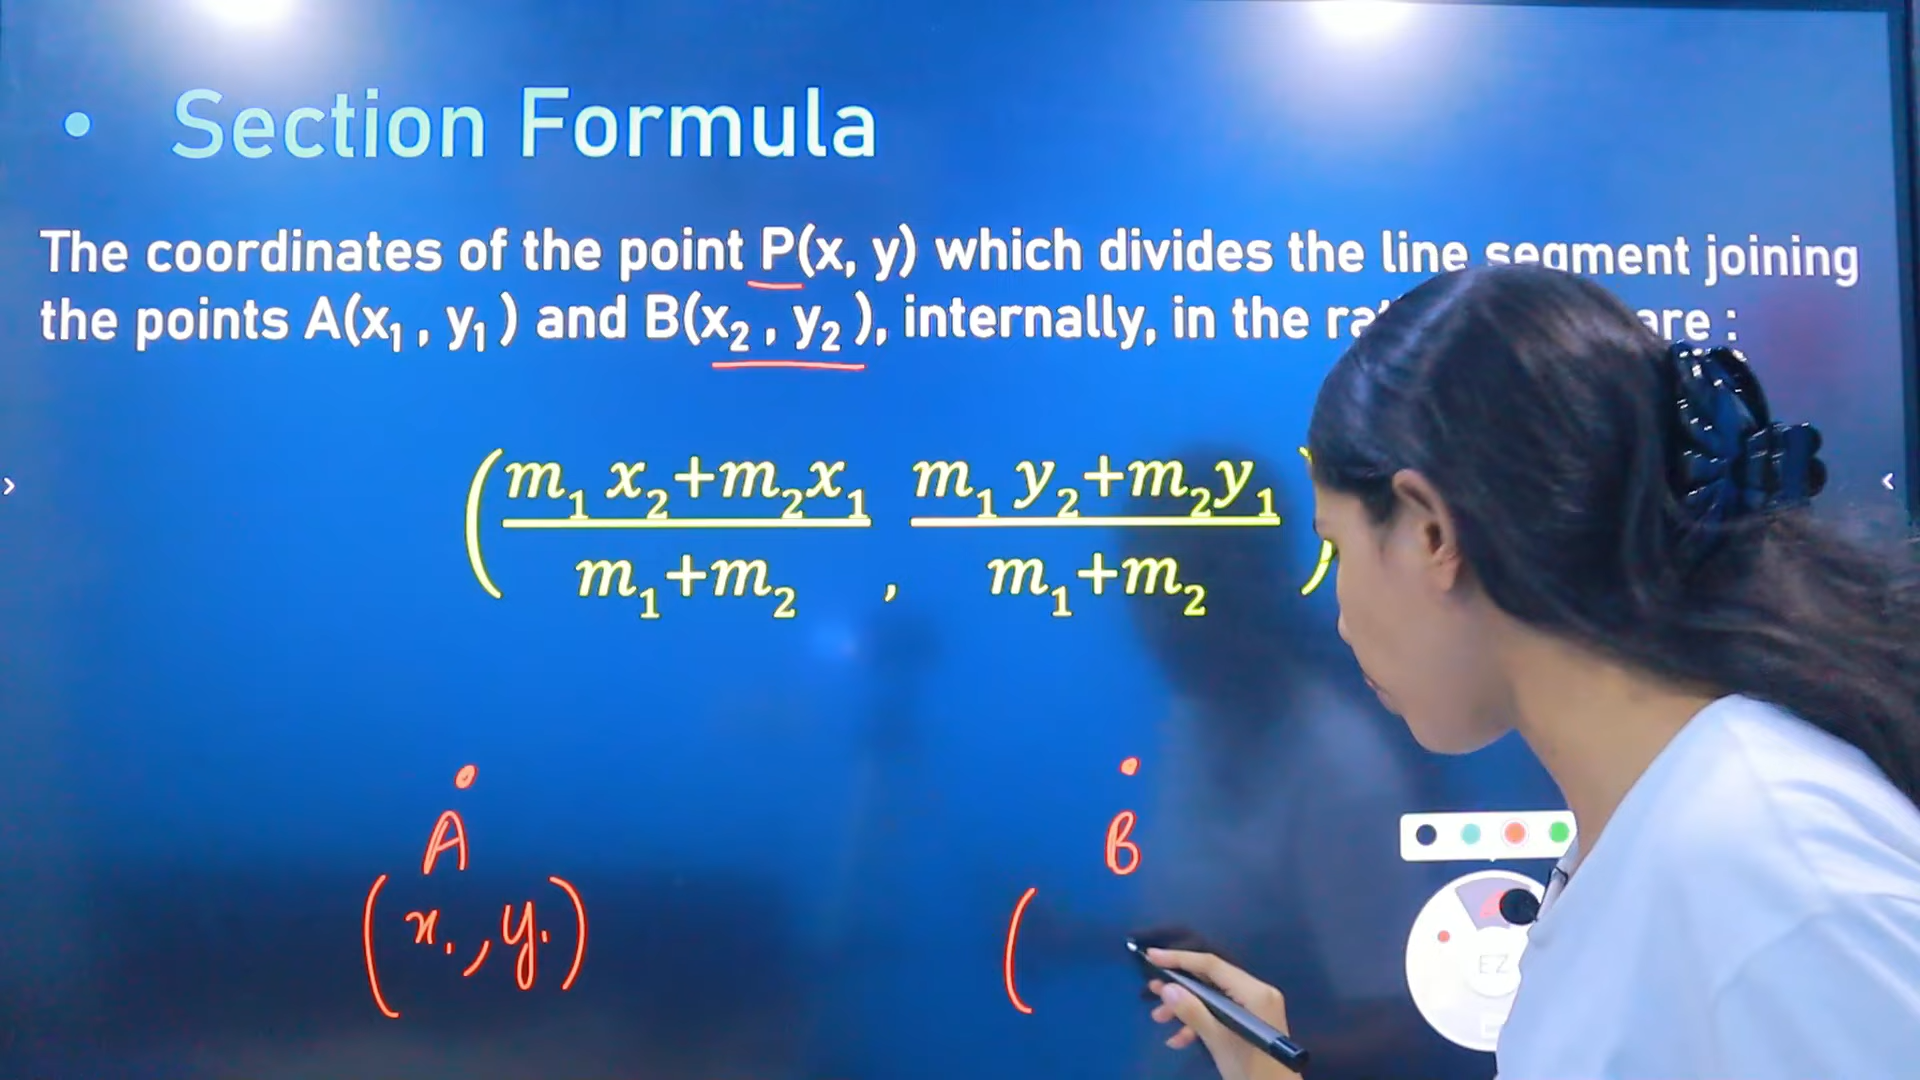 • Section Formula
The coordinates of the point P(x, y) which divides the line segment joining
the points A(x₁ , y₁ ) and B(x₂ , y₂ ), internally, in the are :
(m₁ x₂+m₂x₁ / m₁+m₂ , m₁ y₂+m₂y₁ / m₁+m₂)
A B
(x₁, y₁) (
EZ